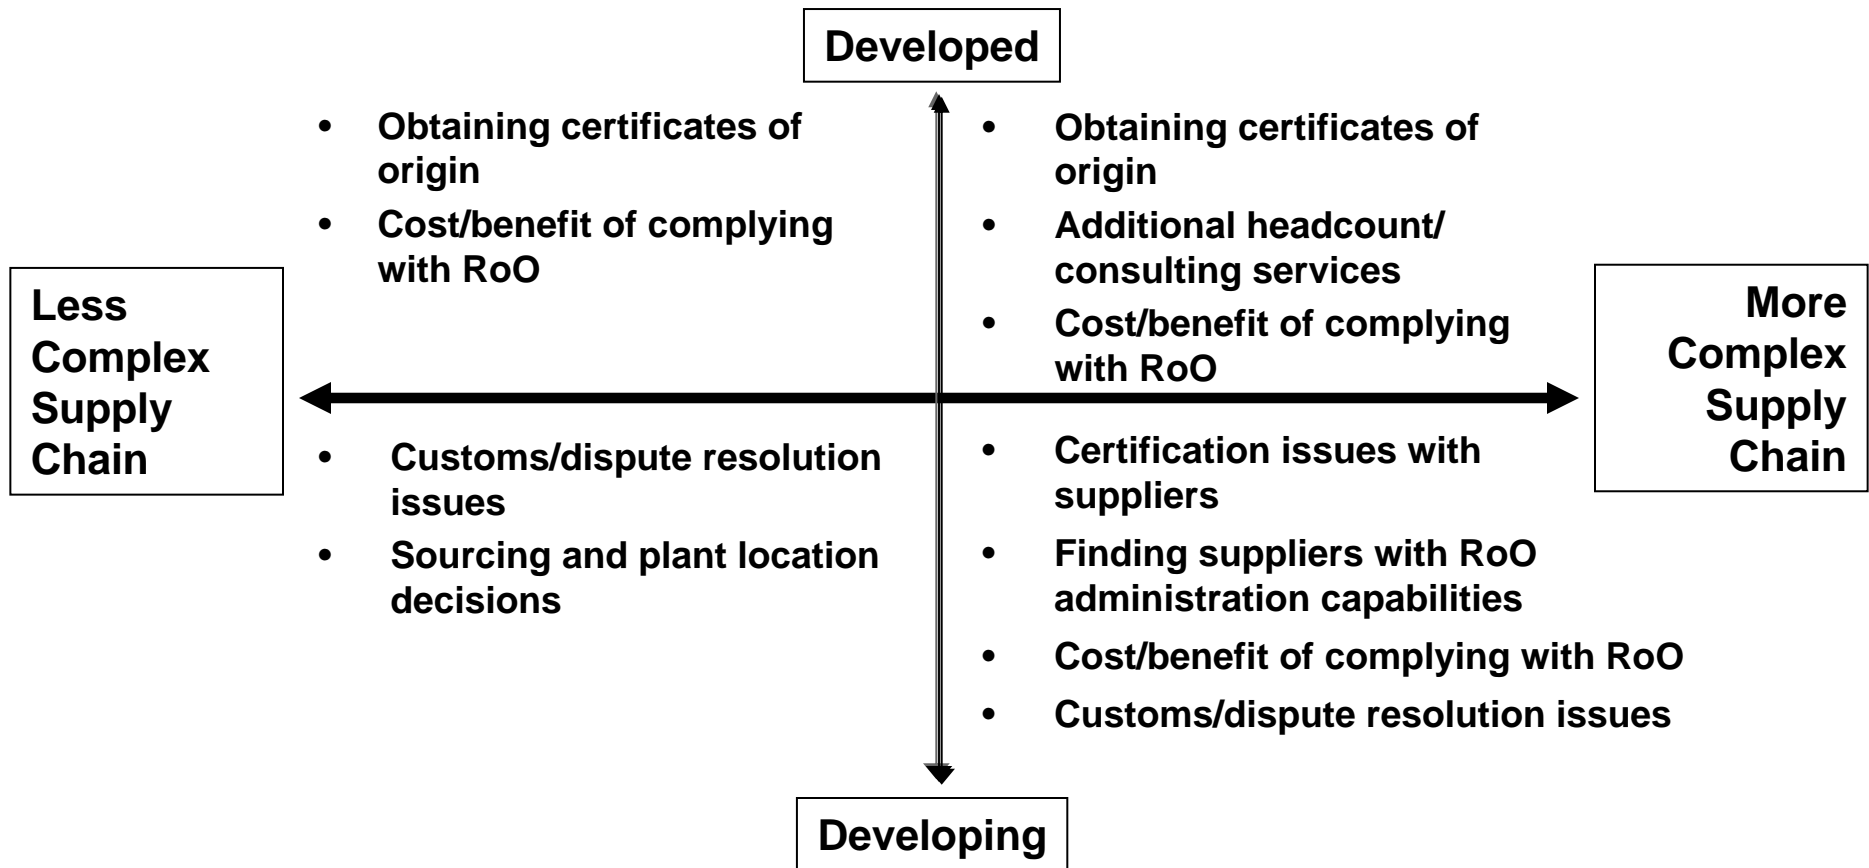 Developed
• Obtaining certificates of
origin
• Cost/benefit of complying
with RoO
• Obtaining certificates of
origin
• Additional headcount/
consulting services
• Cost/benefit of complying
with RoO
Less
Complex
Supply
Chain
More
Complex
Supply
Chain
• Customs/dispute resolution
issues
• Sourcing and plant location
decisions
• Certification issues with
suppliers
• Finding suppliers with RoO
administration capabilities
• Cost/benefit of complying with RoO
• Customs/dispute resolution issues
Developing